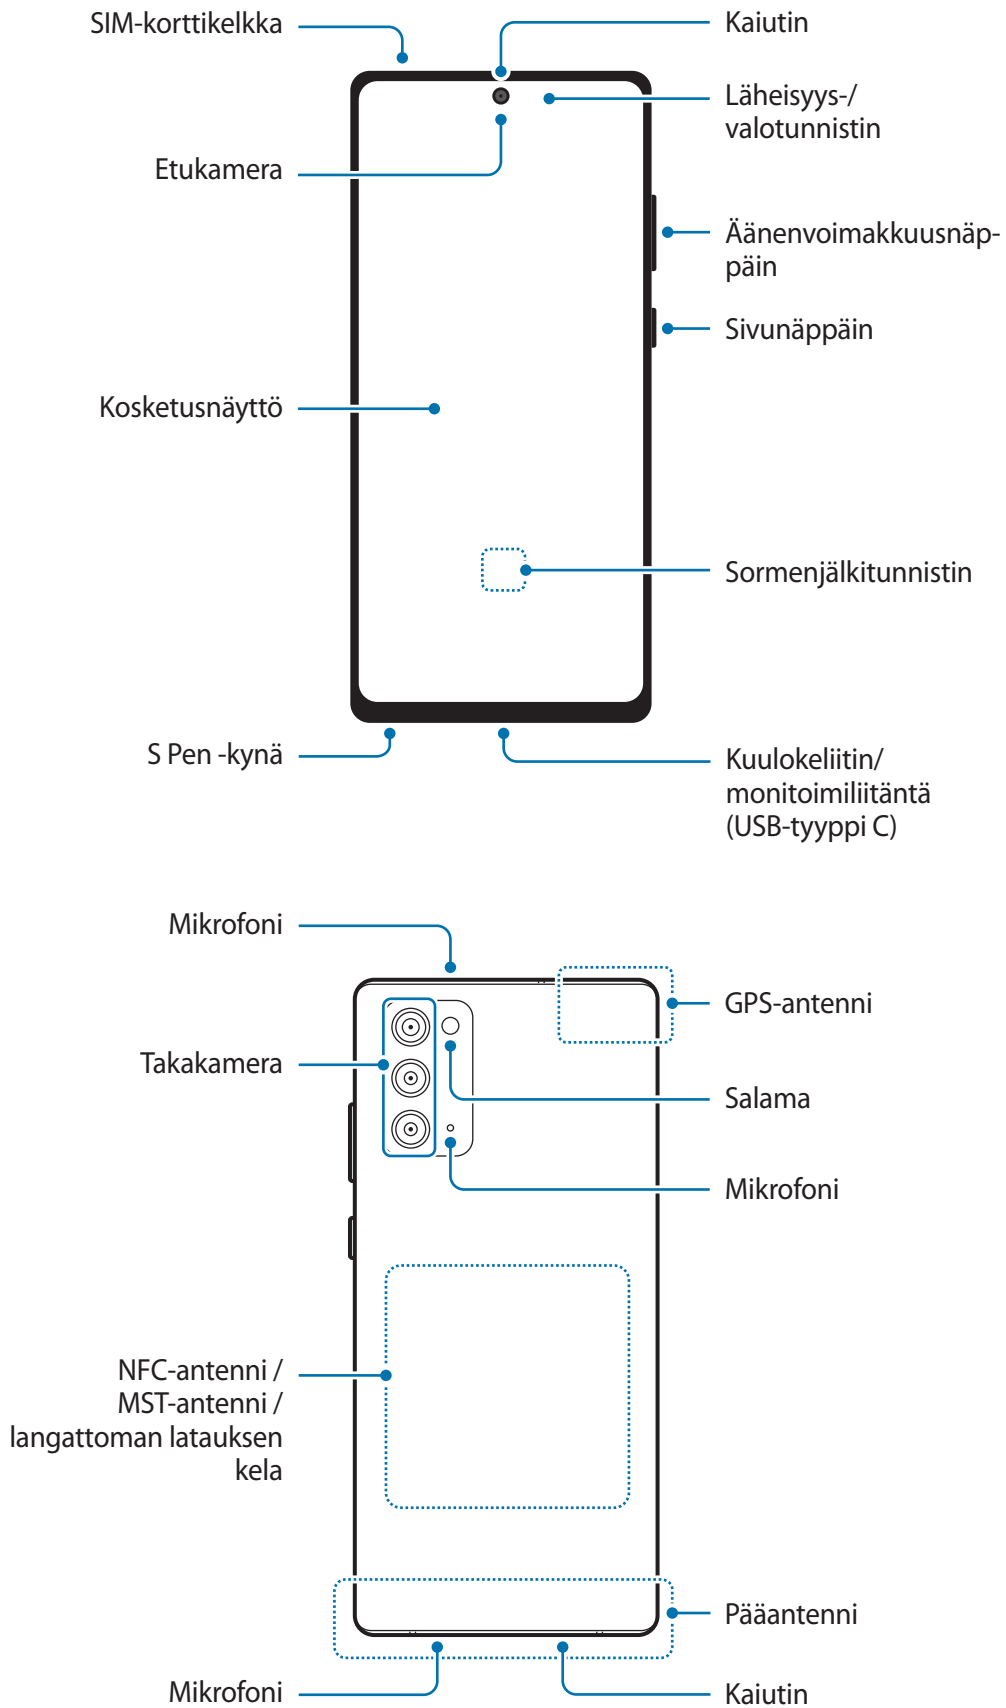 SIM-korttikelkka
Kaiutin
Läheisyys-/
valotunnistin
Etukamera
Äänenvoimakkuusnäp-
päin
Sivunäppäin
Kosketusnäyttö
Sormenjälkitunnistin
S Pen -kynä
Kuulokeliitin/
monitoimiliitäntä
(USB-tyyppi C)
Mikrofoni
GPS-antenni
Takakamera
Salama
Mikrofoni
NFC-antenni /
MST-antenni /
langattoman latauksen
kela
Pääantenni
Mikrofoni
Kaiutin